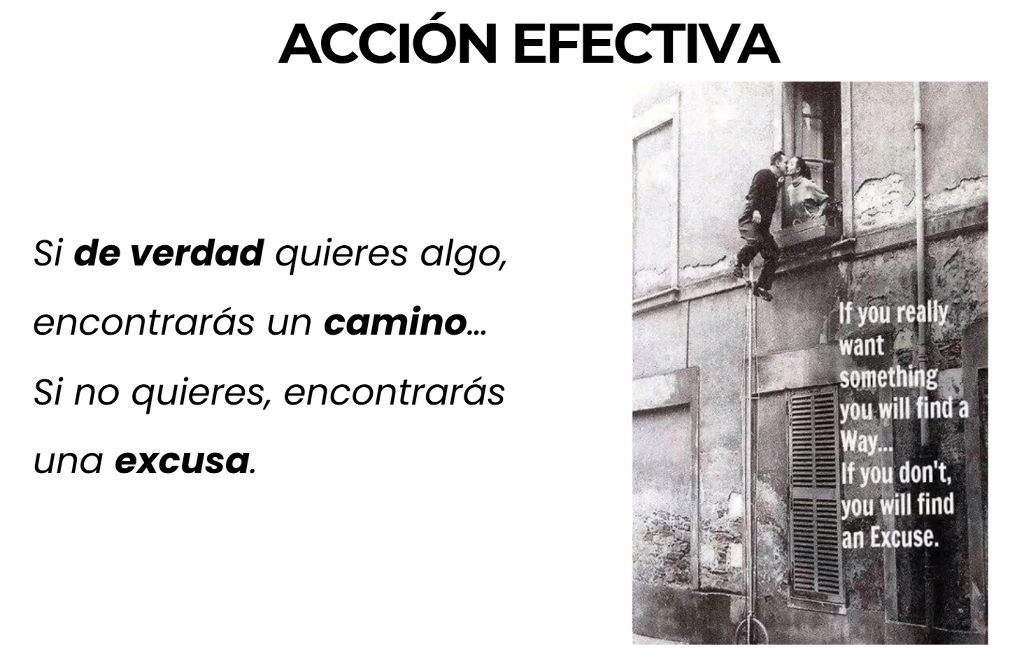 ACCIÓN EFECTIVA
Si de verdad quieres algo,
encontrarás un camino...
Si no quieres, encontrarás
una excusa.
If you really
want
something
you will find a
Way...
If you don't,
you will find
an Excuse.